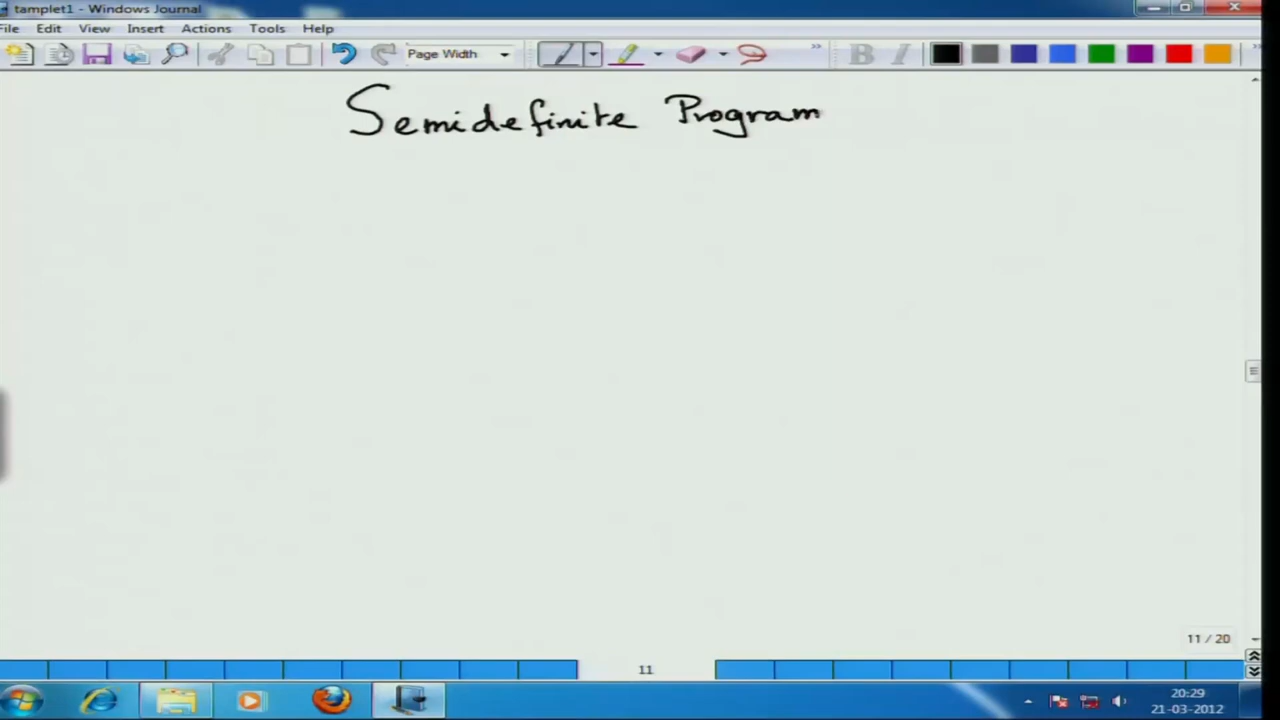 tamplet1 - Windows Journal
File Edit View Insert Actions Tools Help
Page Width
B I
Semidefinite Program
11 / 20
11
20:29
21-03-2012